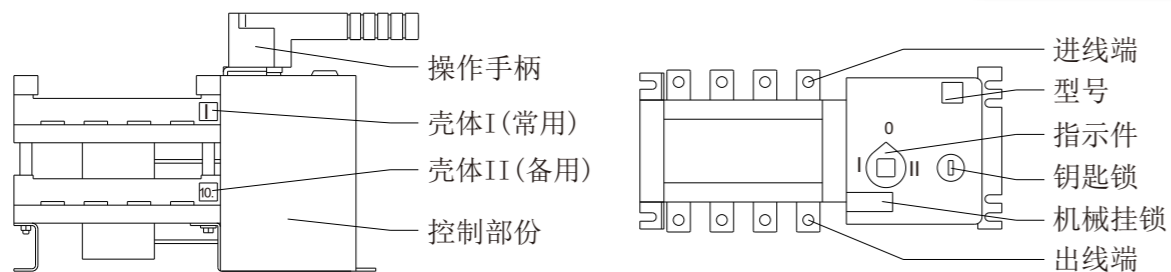 操作手柄
I
壳体I(常用)
10.
壳体II(备用)
控制部份
进线端
型号
0
指示件
I
II
钥匙锁
机械挂锁
出线端